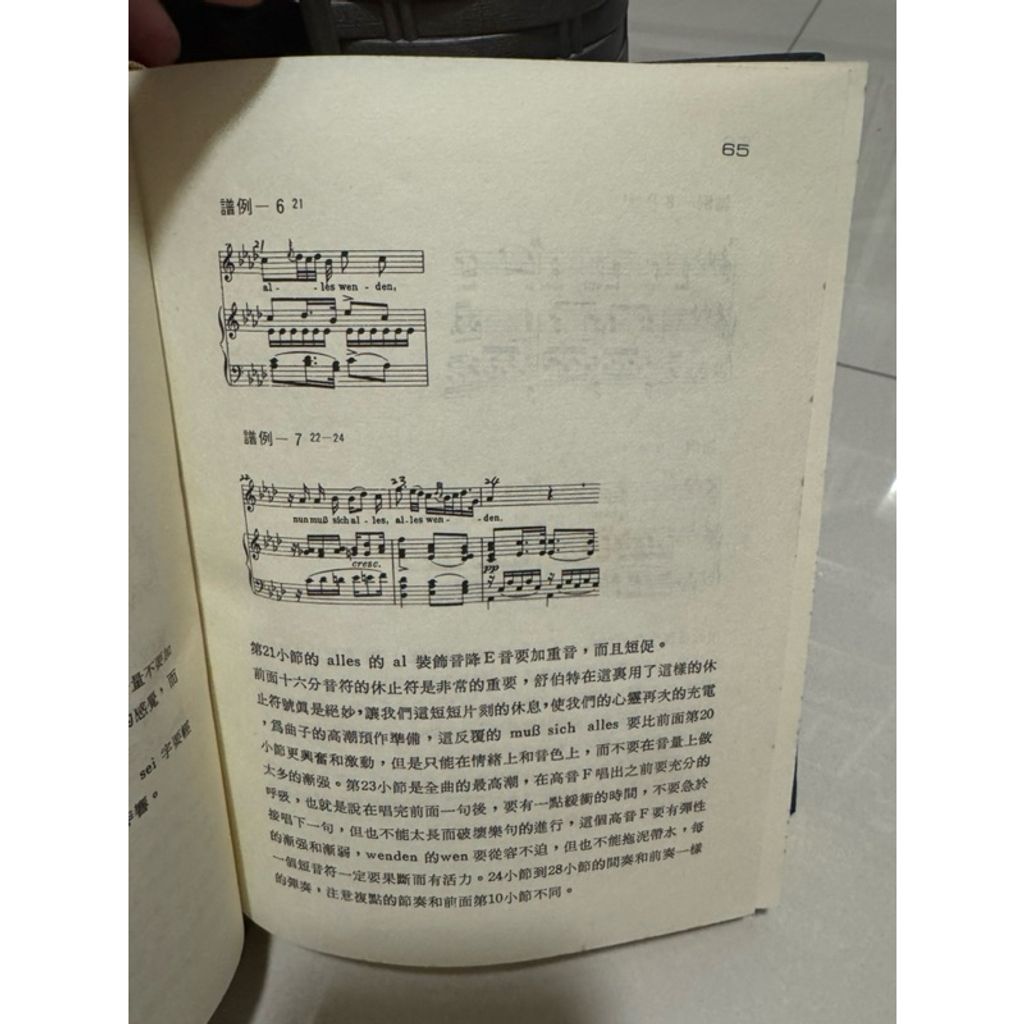 65
譜例一6 21
21
al - - les wen - den,
譜例一7 22—24
22 23 24
nun muß sich al - les, al-les wen - - den.
cresc.
pp
第21小節的 alles 的 al 裝飾音降E音要加重音，而且短促。
前面十六分音符的休止符是非常的重要，舒伯特在這裏用了這樣的休
止符號眞是絕妙，讓我們這短短片刻的休息，使我們的心靈再次的充電
，爲曲子的高潮預作準備，這反覆的 muß sich alles 要比前面第20
小節更興奮和激動，但是只能在情緒上和音色上，而不要在音量上做
太多的漸强。第23小節是全曲的最高潮，在高音F唱出之前要充分的
呼吸，也就是說在唱完前面一句後，要有一點緩衝的時間，不要急於
接唱下一句，但也不能太長而破壞樂句的進行，這個高音F要有彈性
的漸强和漸弱，wenden 的wen 要從容不迫，但也不能拖泥帶水，每
一個短音符一定要果斷而有活力。24小節到28小節的間奏和前奏一樣
的彈奏，注意複點的節奏和前面第10小節不同。
量不要加
的感覺，而
sei 字要輕